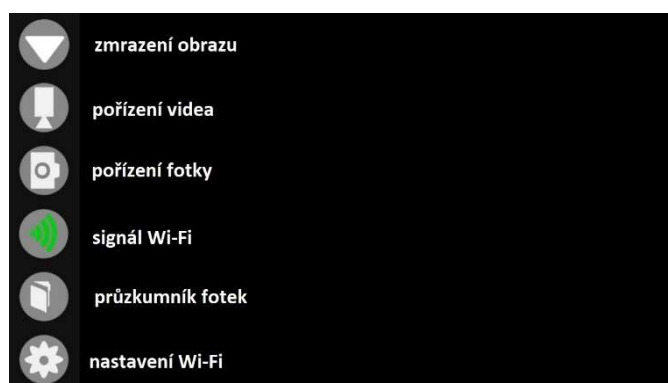 zmrazení obrazu
pořízení videa
pořízení fotky
signál Wi-Fi
průzkumník fotek
nastavení Wi-Fi